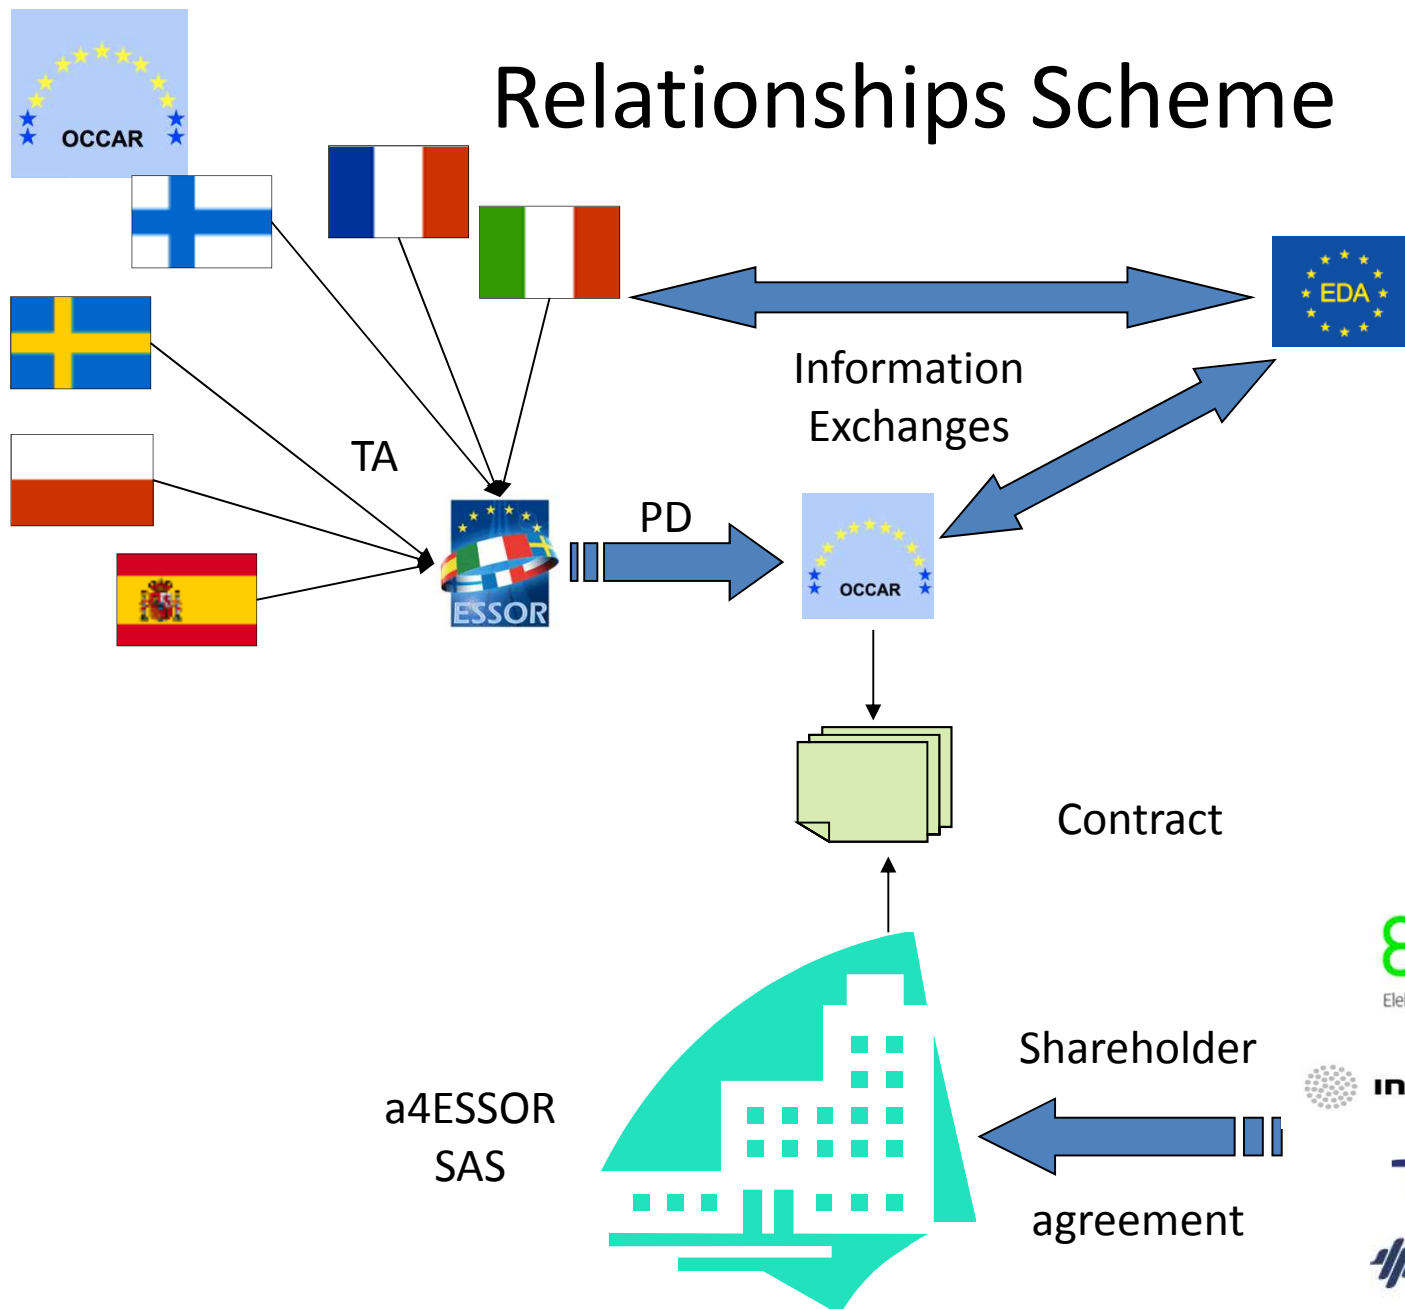 OCCAR
Relationships Scheme
EDA
Information
Exchanges
TA
PD
ESSOR
OCCAR
Contract
Shareholder
a4ESSOR
SAS
agreement